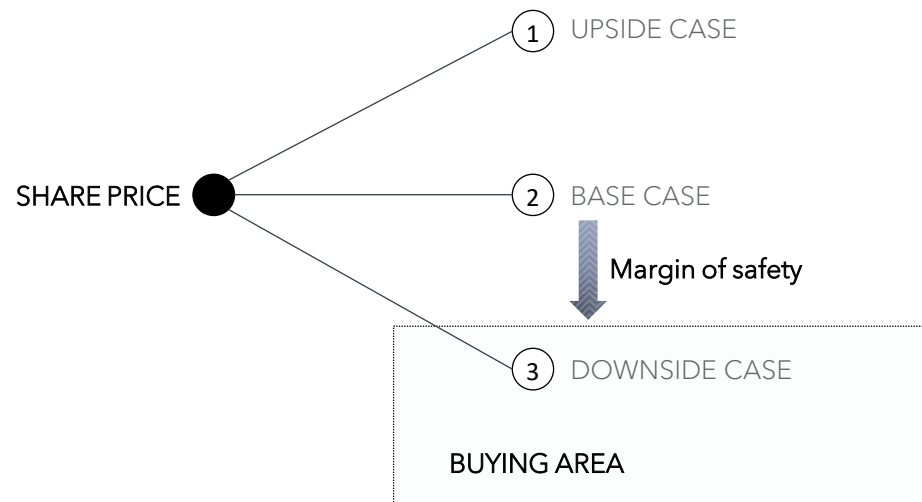 1 UPSIDE CASE
SHARE PRICE 2 BASE CASE
Margin of safety
3 DOWNSIDE CASE
BUYING AREA